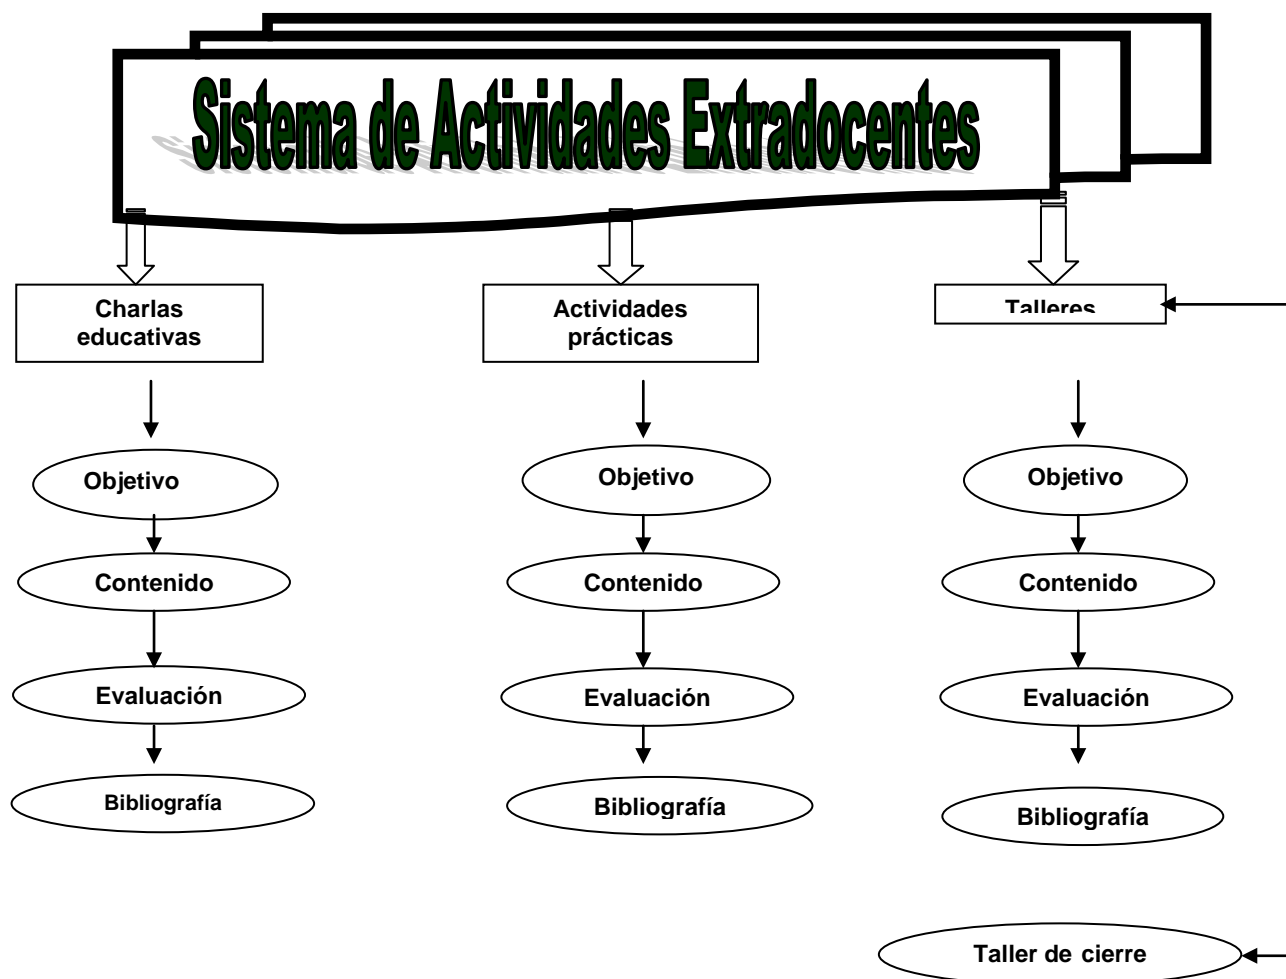 Sistema de Actividades Extradocentes
Charlas
educativas
Actividades
prácticas
Talleres
Objetivo
Objetivo
Objetivo
Contenido
Contenido
Contenido
Evaluación
Evaluación
Evaluación
Bibliografía
Bibliografía
Bibliografía
Taller de cierre